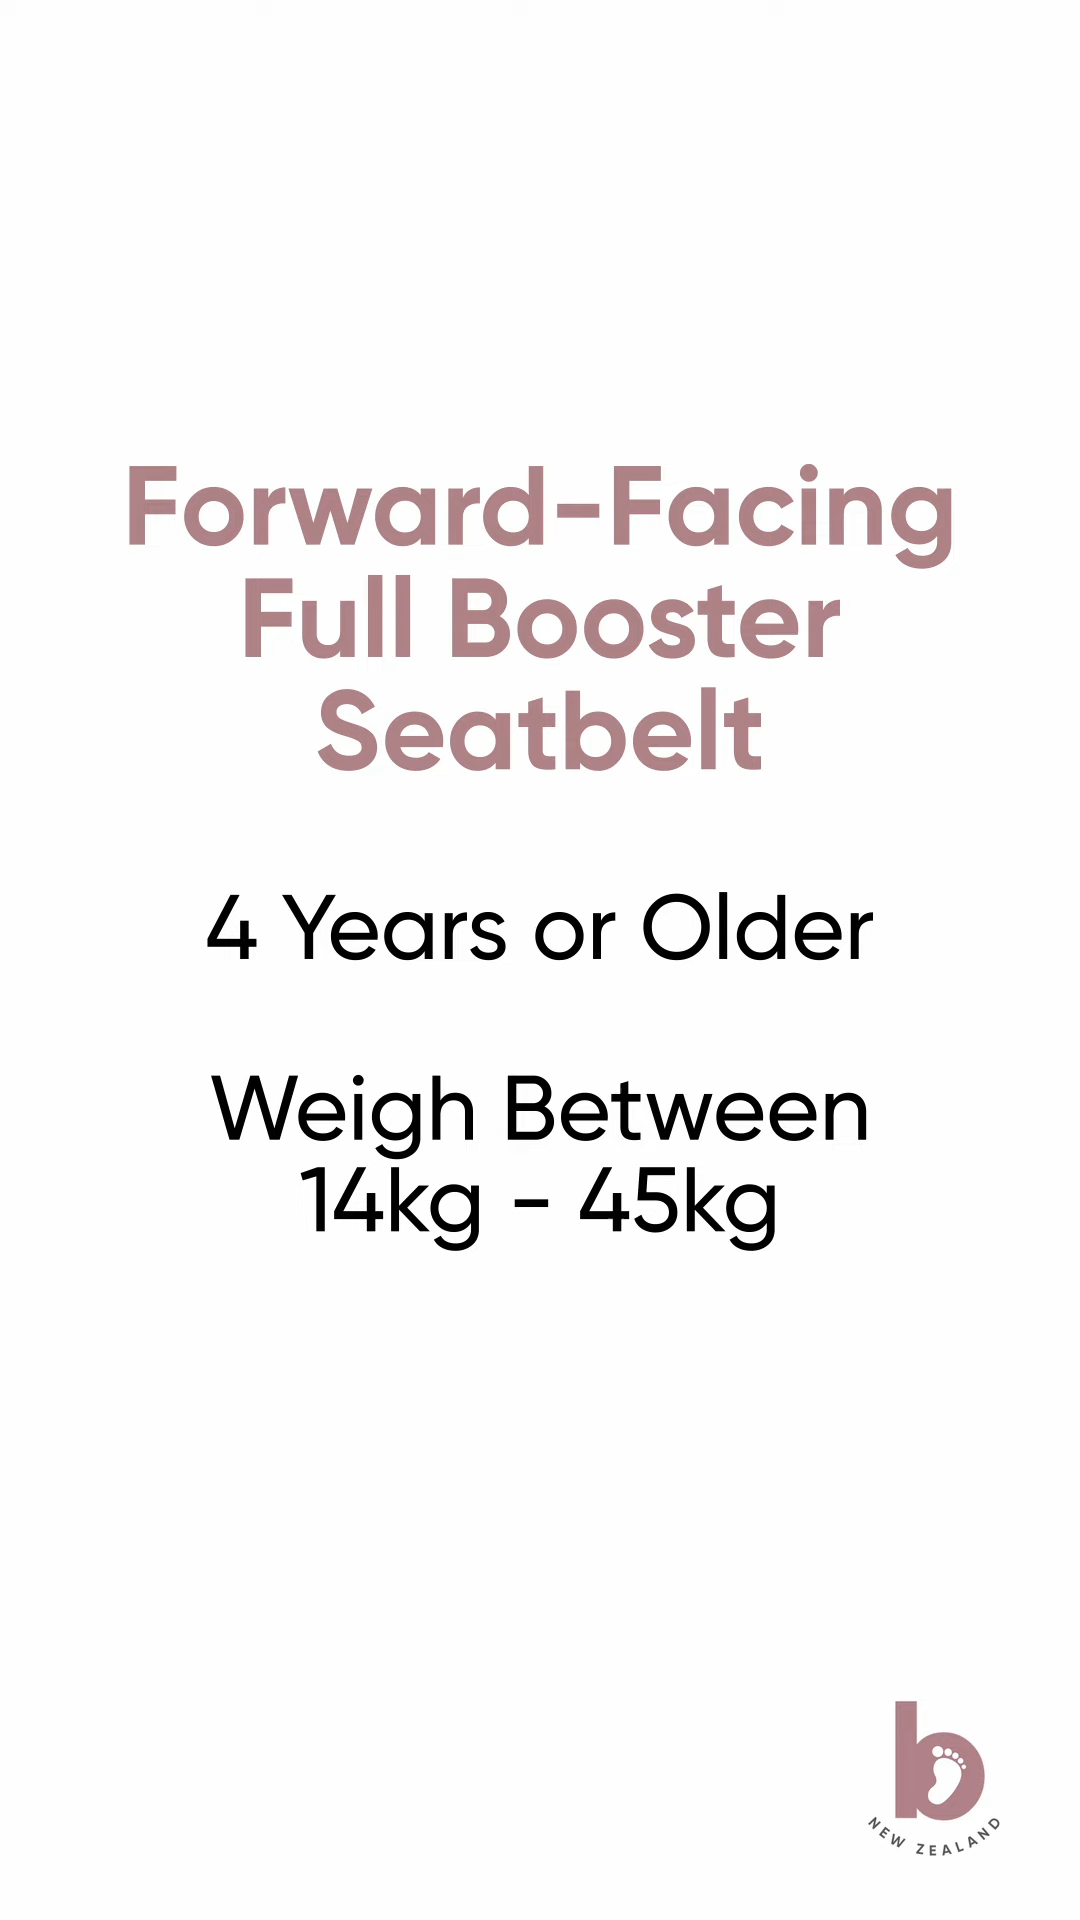 Forward-Facing
Full Booster
Seatbelt
4 Years or Older
Weigh Between
14kg - 45kg
b
NEW ZEALAND